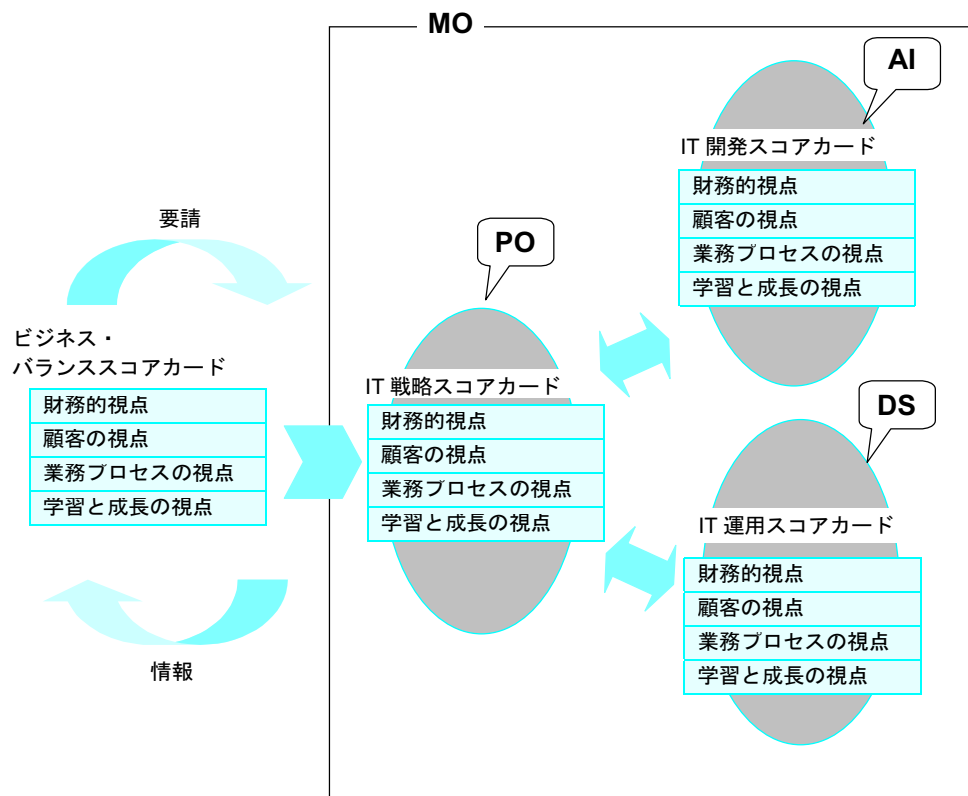 MO
AI
IT 開発スコアカード
財務的視点
顧客の視点
業務プロセスの視点
学習と成長の視点
要請
PO
ビジネス・
バランススコアカード
財務的視点
顧客の視点
業務プロセスの視点
学習と成長の視点
IT 戦略スコアカード
財務的視点
顧客の視点
業務プロセスの視点
学習と成長の視点
DS
IT 運用スコアカード
財務的視点
顧客の視点
業務プロセスの視点
学習と成長の視点
情報